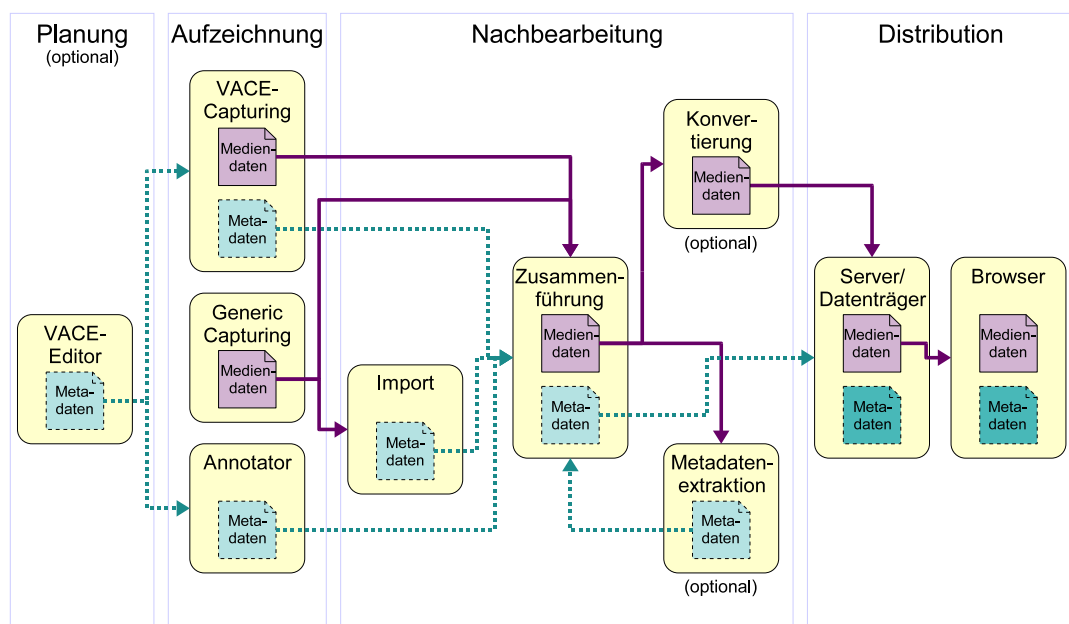 Planung
(optional)
VACE-
Editor
Meta-
daten
Aufzeichnung
VACE-
Capturing
Medien-
daten
Meta-
daten
Generic
Capturing
Medien-
daten
Annotator
Meta-
daten
Nachbearbeitung
Import
Meta-
daten
Zusammen-
führung
Medien-
daten
Meta-
daten
Konver-
tierung
Medien-
daten
(optional)
Metadaten-
extraktion
Meta-
daten
(optional)
Distribution
Server/
Datenträger
Medien-
daten
Meta-
daten
Browser
Medien-
daten
Meta-
daten